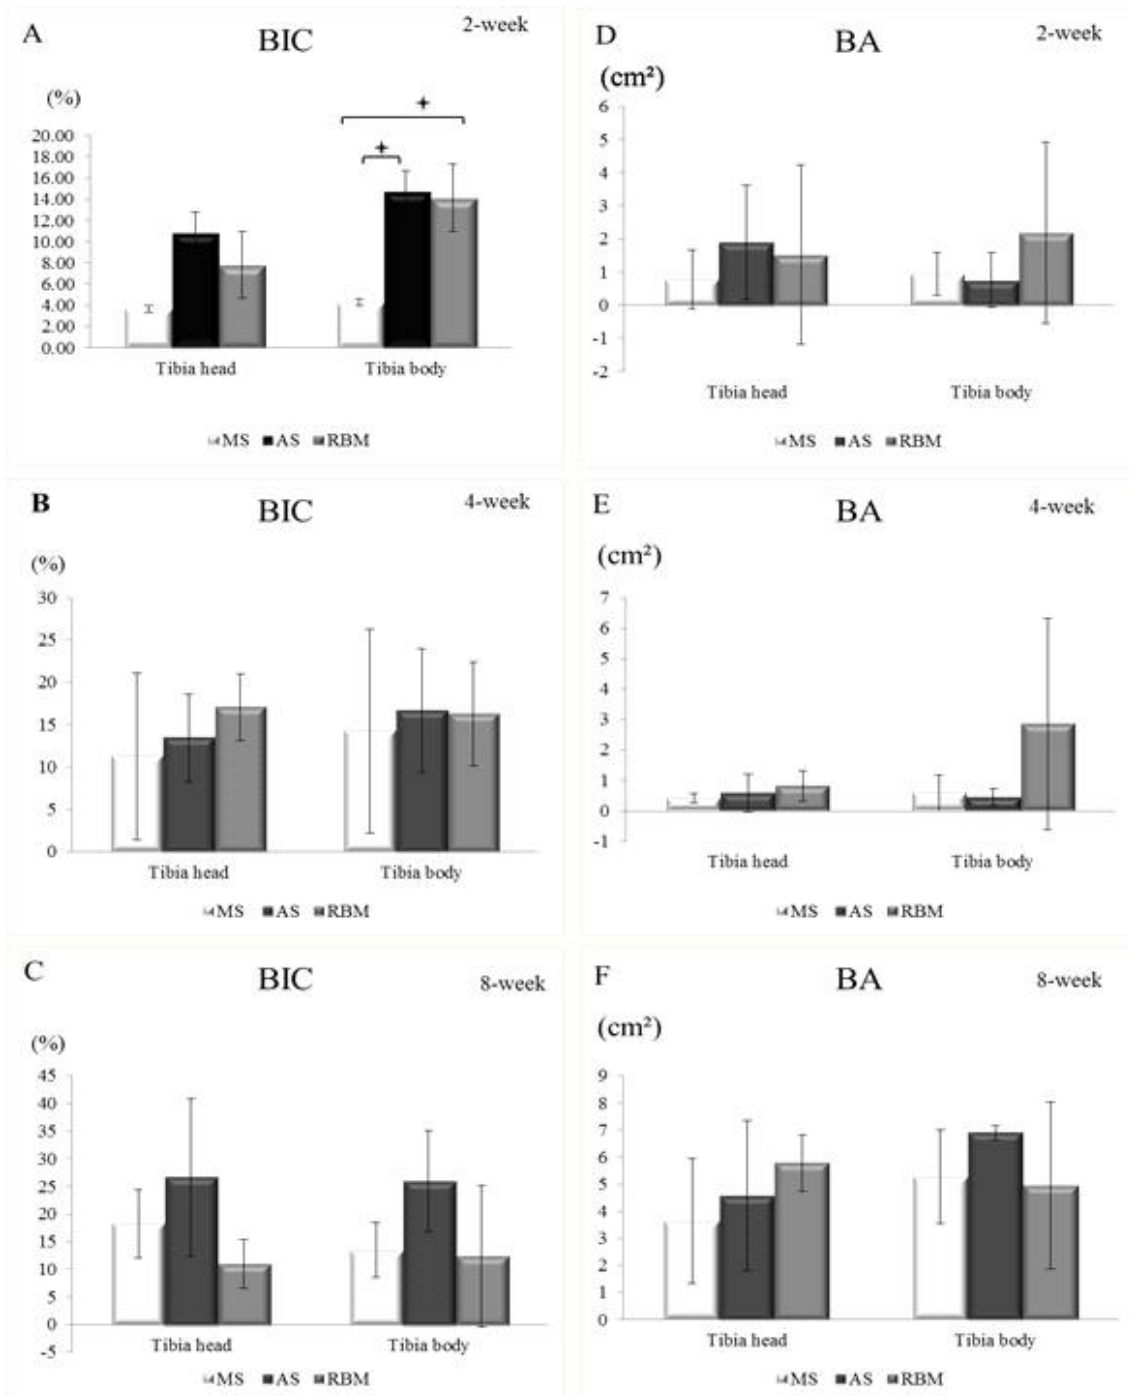 A
BIC
2-week
(%)
20.00
18.00
16.00
14.00
12.00
10.00
8.00
6.00
4.00
2.00
0.00
Tibia head Tibia body
MS AS RBM
D
BA
2-week
(cm²)
6
5
4
3
2
1
0
-1
-2
Tibia head Tibia body
MS AS RBM
B
BIC
4-week
(%)
30
25
20
15
10
5
0
Tibia head Tibia body
MS AS RBM
E
BA
4-week
(cm²)
7
6
5
4
3
2
1
0
-1
Tibia head Tibia body
MS AS RBM
C
BIC
8-week
(%)
45
40
35
30
25
20
15
10
5
0
-5
Tibia head Tibia body
MS AS RBM
F
BA
8-week
(cm²)
9
8
7
6
5
4
3
2
1
0
Tibia head Tibia body
MS AS RBM